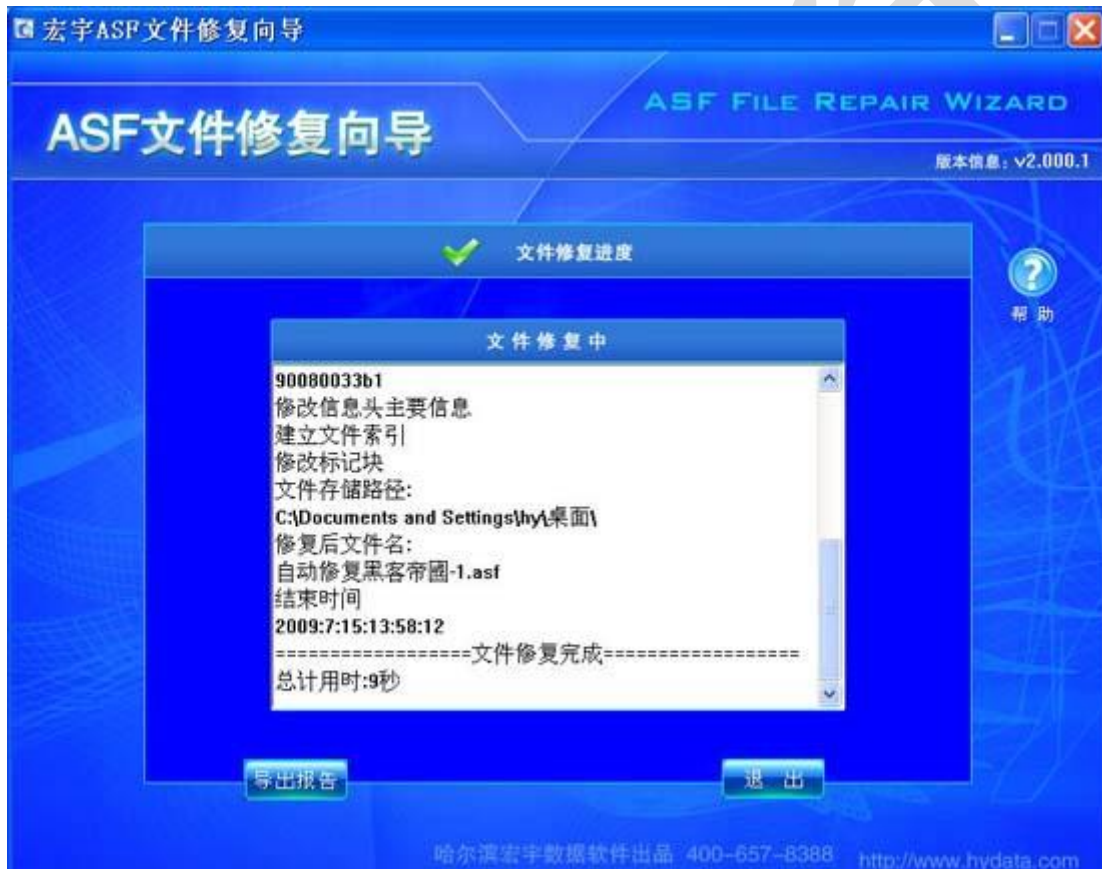 宏宇ASF文件修复向导
ASF文件修复向导
ASF FILE REPAIR WIZARD
版本信息：v2.000.1
文件修复进度
帮 助
文 件 修 复 中
90080033b1
修改信息头主要信息
建立文件索引
修改标记块
文件存储路径:
C:\Documents and Settings\hy\桌面\
修复后文件名:
自动修复黑客帝國-1.asf
结束时间
2009:7:15:13:58:12
==================文件修复完成==================
总计用时:9秒
导出报告
退 出
哈尔滨宏宇数据软件出品 400-657-8388 http://www.hydata.com